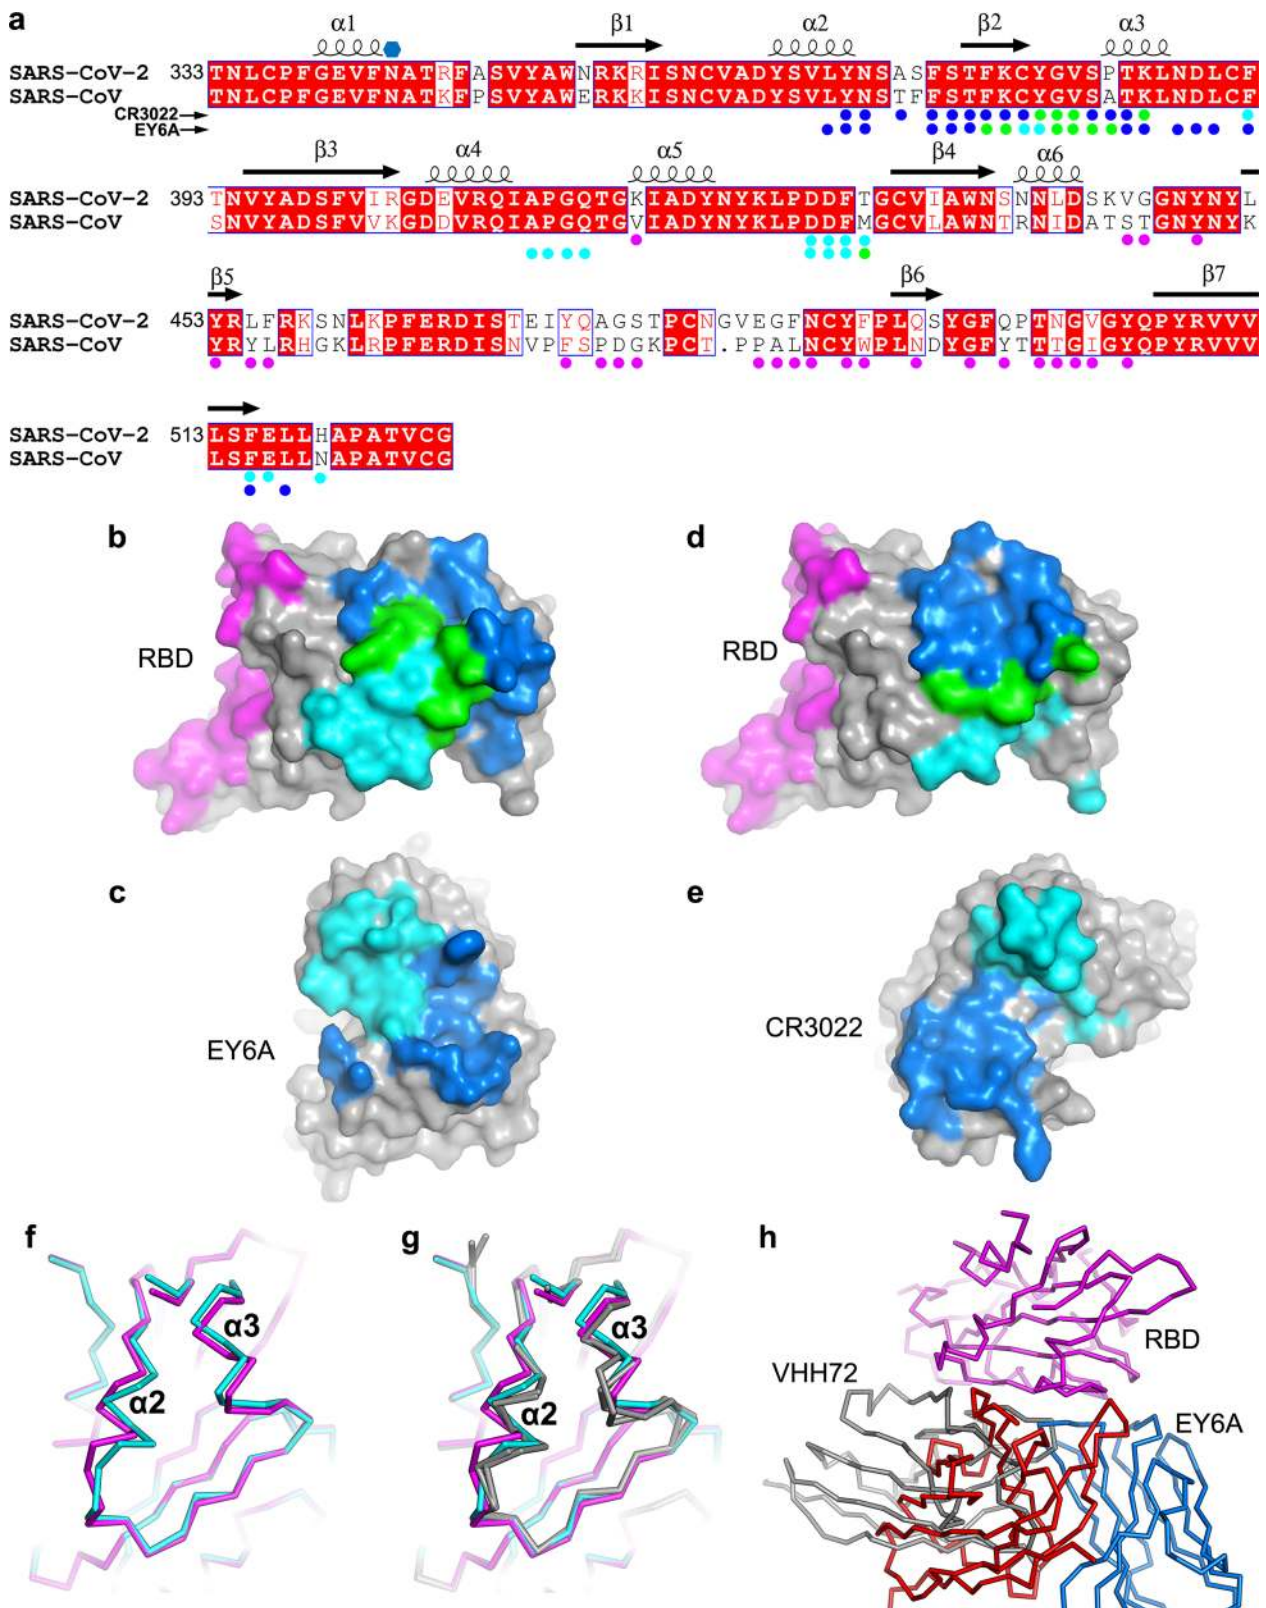 a
α1 β1 α2 β2 α3
SARS-CoV-2 333 TNLCPFGEVFNATRFASVYAWNRKRISNCVADYSVLYNSASFSTFKCYGVSPTKLNDLCF
SARS-CoV TNLCPFGEVFNATKFPSVYAWERKKISNCVADYSVLYNSTFFSTFKCYGVSATKLNDLCF
CR3022
EY6A
β3 α4 α5 β4 α6
SARS-CoV-2 393 TNVYADSFVIRGDEVRQIAPGQTGKIADYNYKLPDDFTGCVIAWNSNNLDSKVGGNYNYL
SARS-CoV SNVYADSFVVKGDDVRQIAPGQTGVIADYNYKLPDDFMGCVLAWNTRNIDATSTGNYNYK
β5 β6 β7
SARS-CoV-2 453 YRLFRKSNLKPFERDISTEIYQAGSTPCNGVEGFNCYFPLQSYGFQPTNGVGYQPYRVVV
SARS-CoV YRYLRHGKLRPFERDISNVPFSPDGKPCT.PPALNCYWPLNDYGFYTTTGIGYQPYRVVV
SARS-CoV-2 513 LSFELLHAPATVCG
SARS-CoV LSFELLNAPATVCG
b
RBD
d
RBD
c
EY6A
e
CR3022
f
α3
α2
g
α3
α2
h
RBD
VHH72
EY6A